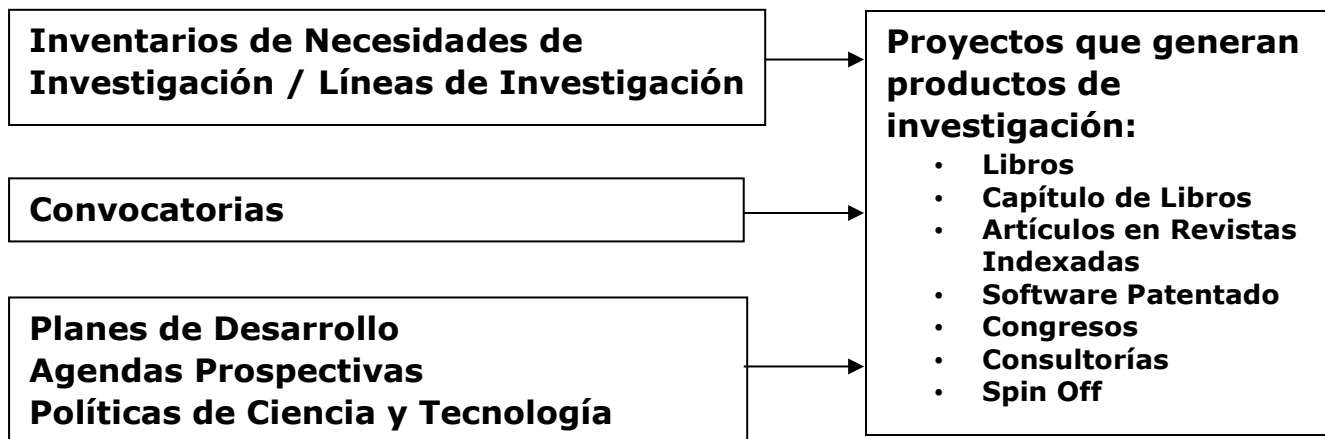 Inventarios de Necesidades de
Investigación / Líneas de Investigación
Convocatorias
Planes de Desarrollo
Agendas Prospectivas
Políticas de Ciencia y Tecnología
Proyectos que generan
productos de
investigación:
• Libros
• Capítulo de Libros
• Artículos en Revistas
Indexadas
• Software Patentado
• Congresos
• Consultorías
• Spin Off